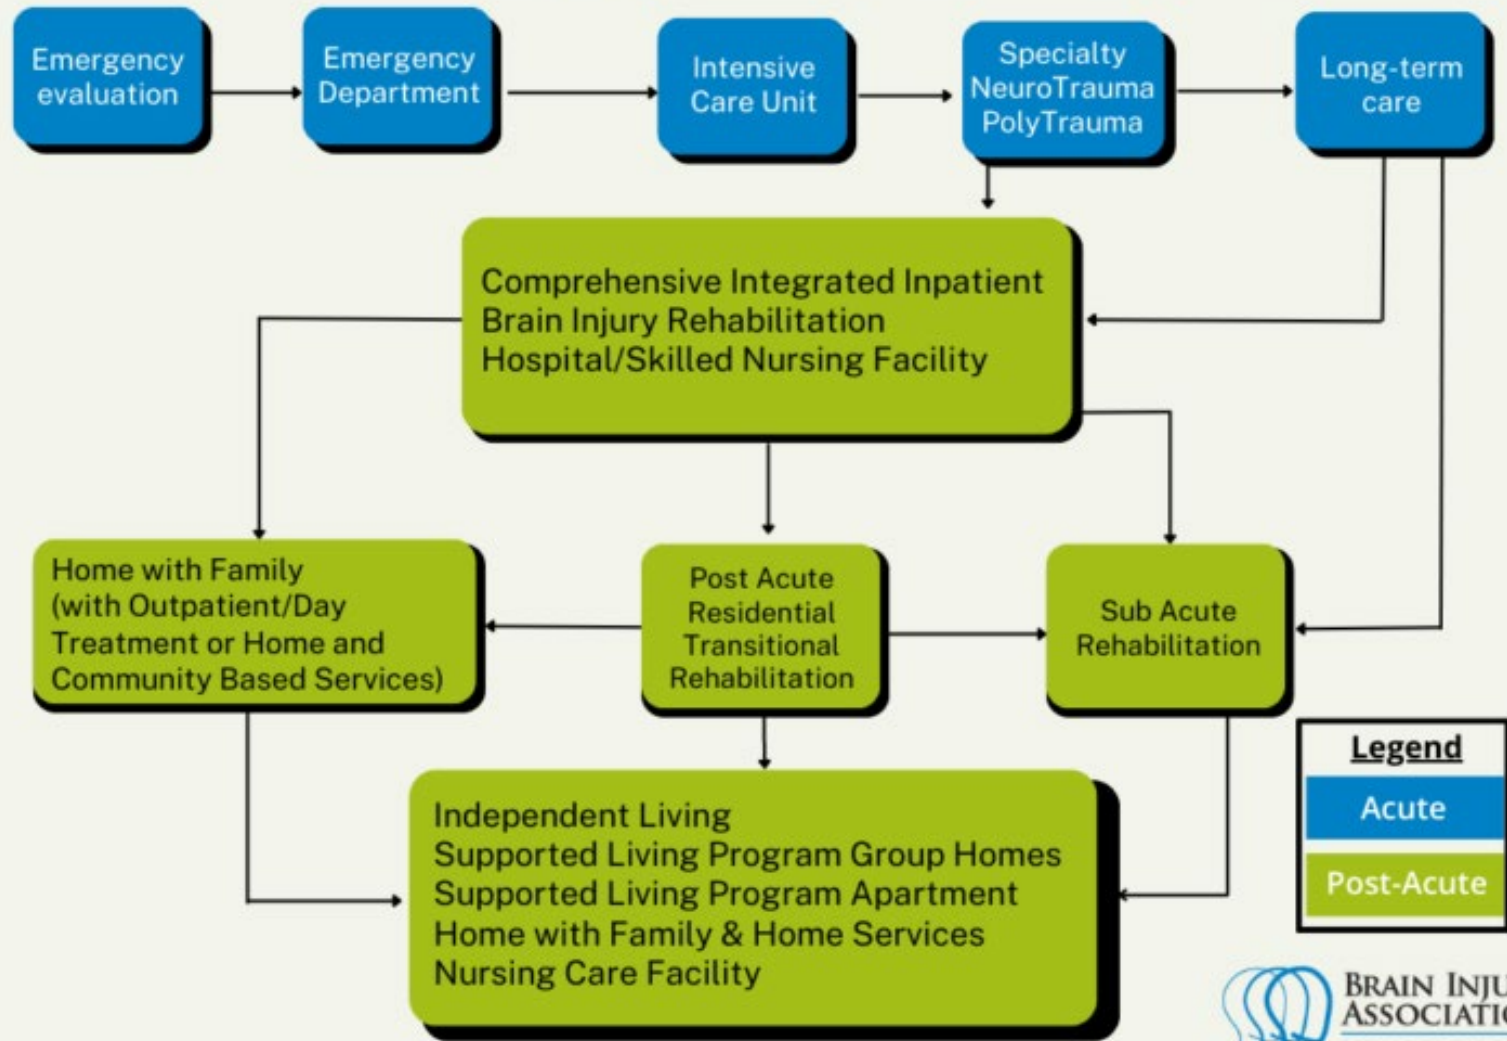 Emergency
evaluation
Emergency
Department
Intensive
Care Unit
Specialty
NeuroTrauma
PolyTrauma
Long-term
care
Comprehensive Integrated Inpatient
Brain Injury Rehabilitation
Hospital/Skilled Nursing Facility
Home with Family
(with Outpatient/Day
Treatment or Home and
Community Based Services)
Post Acute
Residential
Transitional
Rehabilitation
Sub Acute
Rehabilitation
Independent Living
Supported Living Program Group Homes
Supported Living Program Apartment
Home with Family & Home Services
Nursing Care Facility
Legend
Acute
Post-Acute
BRAIN